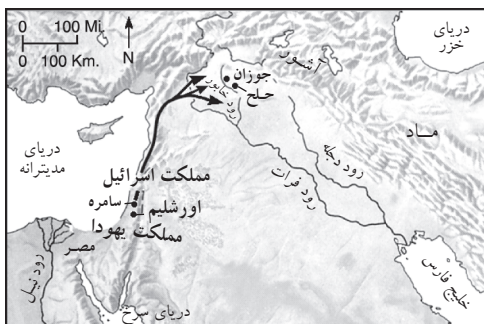 0 100 Mi.
0 100 Km.
N
دریای
خزر
آشور
جوزان
حلح
رود خابور
ماد
دریای
مدیترانه
رود دجله
رود فرات
مملکت اسرائیل
سامره
اورشلیم
مملکت یهودا
مصر
رود نیل
دریای سرخ
خلیج فارس